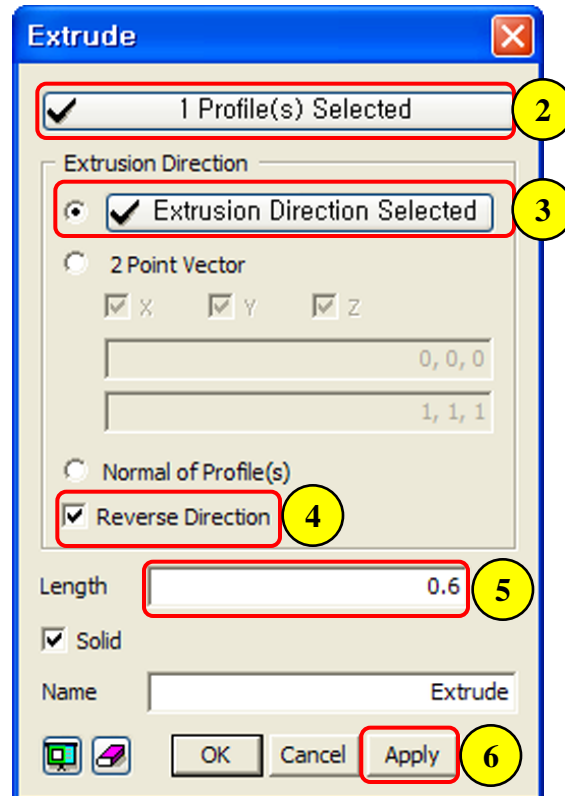 Extrude
1 Profile(s) Selected
2
Extrusion Direction
Extrusion Direction Selected
3
2 Point Vector
X Y Z
0, 0, 0
1, 1, 1
Normal of Profile(s)
Reverse Direction
4
Length 0.6
5
Solid
Name Extrude
OK Cancel Apply
6